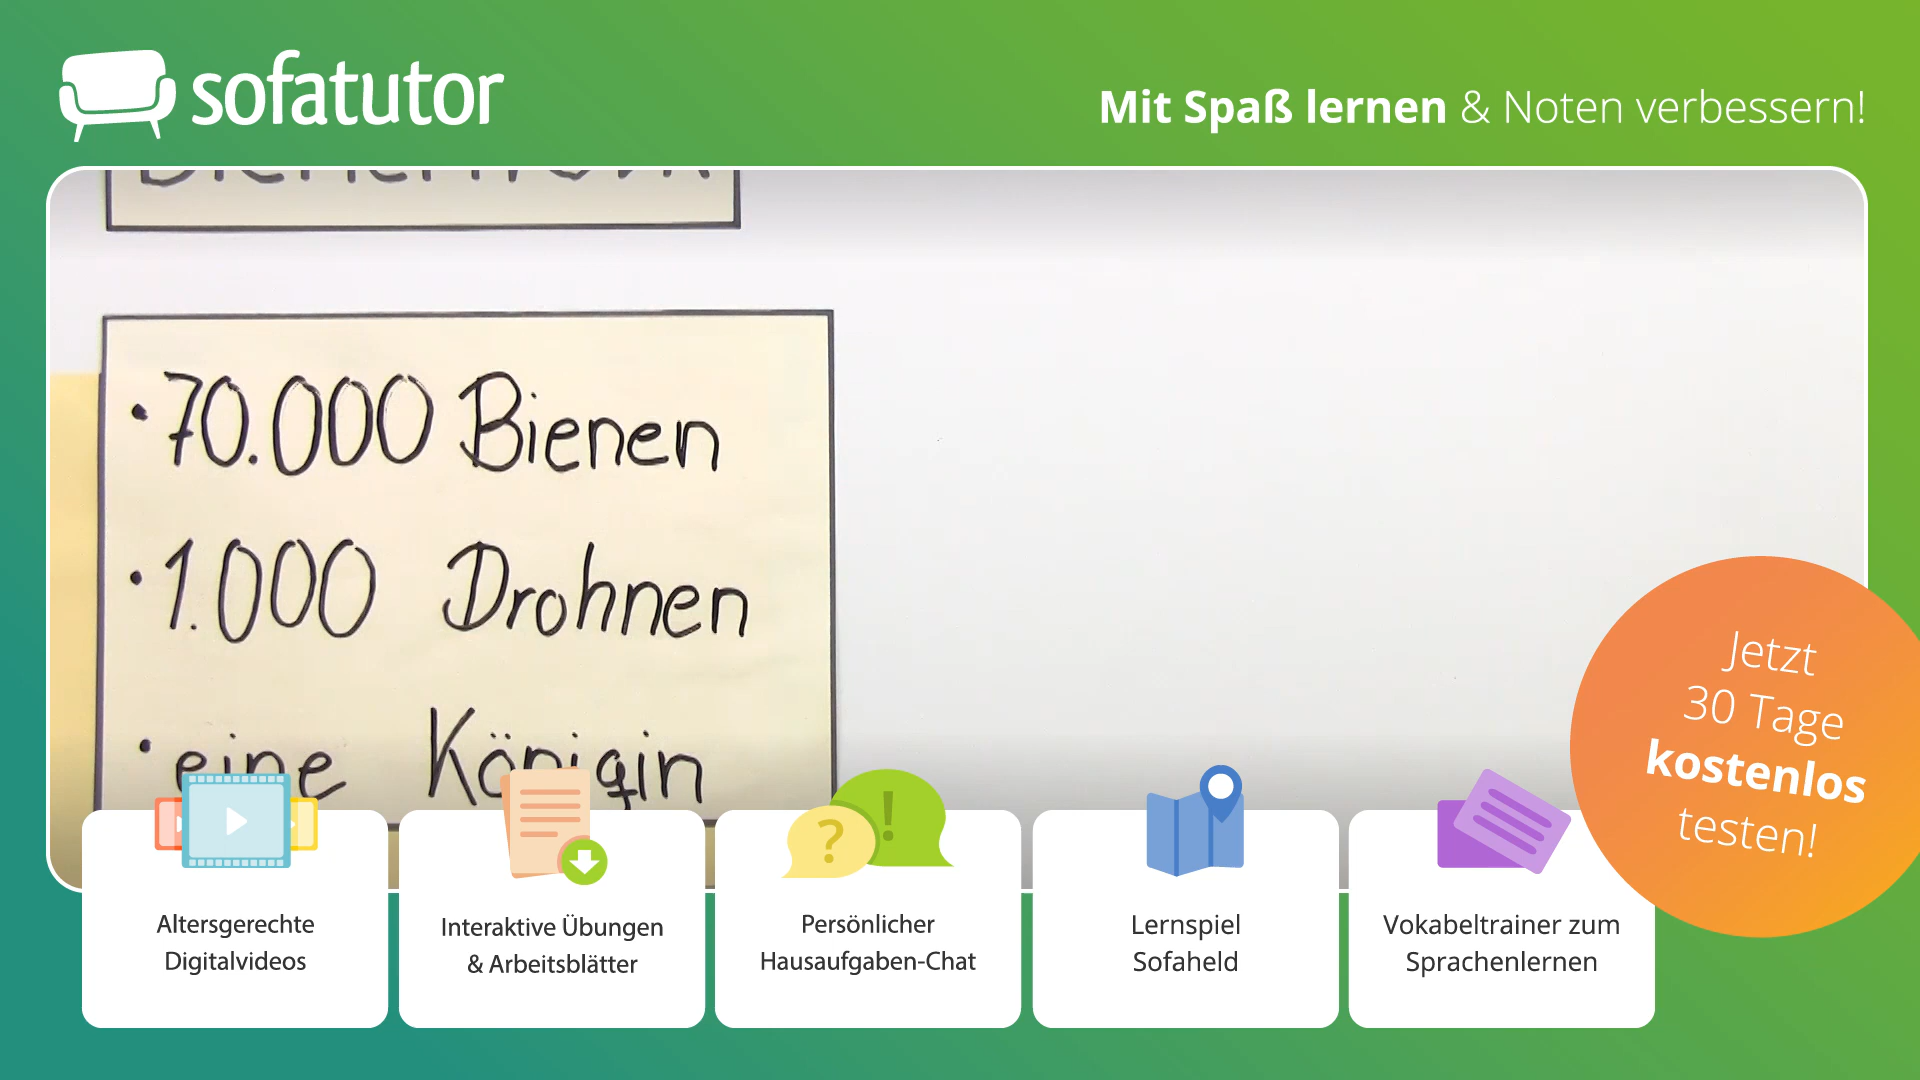 sofatutor
Mit Spaß lernen & Noten verbessern!
• 70.000 Bienen
• 1.000 Drohnen
• eine Königin
Jetzt
30 Tage
kostenlos
testen!
Altersgerechte
Digitalvideos
Interaktive Übungen
& Arbeitsblätter
?
!
Persönlicher
Hausaufgaben-Chat
Lernspiel
Sofaheld
Vokabeltrainer zum
Sprachenlernen